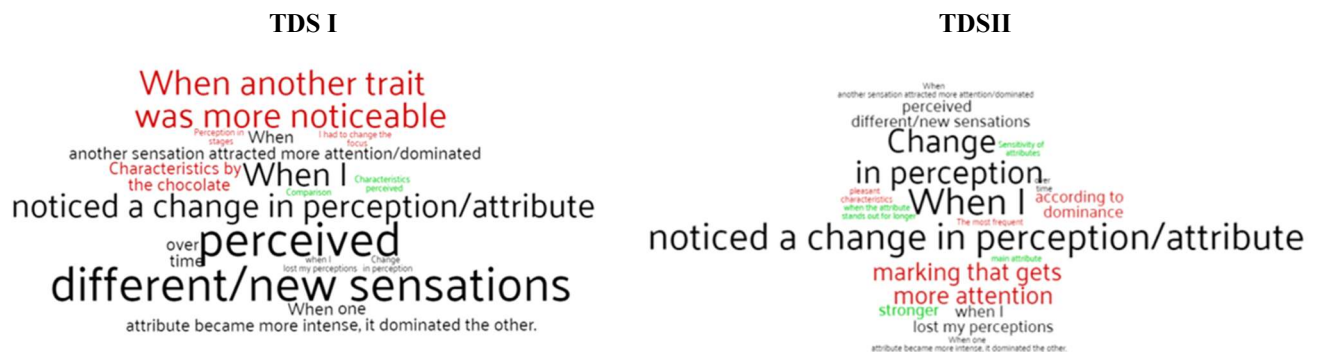 TDS I
When another trait
was more noticeable
Perception in
stages
When
I had to change the
focus
another sensation attracted more attention/dominated
Characteristics by
the chocolate
When I
Characteristics
perceived
Comparison
noticed a change in perception/attribute
over
time
perceived
when I
lost my perceptions
Change
in perception
different/new sensations
When one
attribute became more intense, it dominated the other.
TDSII
When
another sensation attracted more attention/dominated
perceived
different/new sensations
Change
in perception
Sensitivity of
attributes
over
time
pleasant
characteristics
when the attribute
stands out for longer
When I
according to
dominance
The most frequent
noticed a change in perception/attribute
main attribute
marking that gets
more attention
stronger
when I
lost my perceptions
When one
attribute became more intense, it dominated the other.